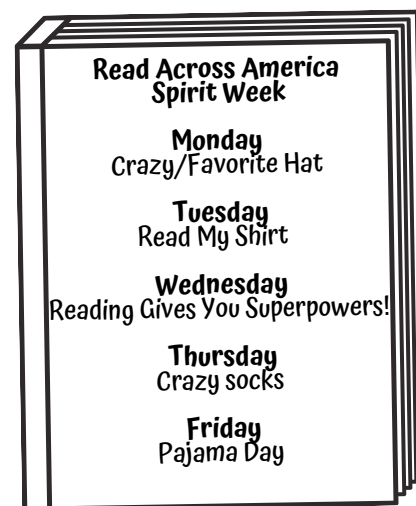 Read Across America
Spirit Week
Monday
Crazy/Favorite Hat
Tuesday
Read My Shirt
Wednesday
Reading Gives You Superpowers!
Thursday
Crazy socks
Friday
Pajama Day